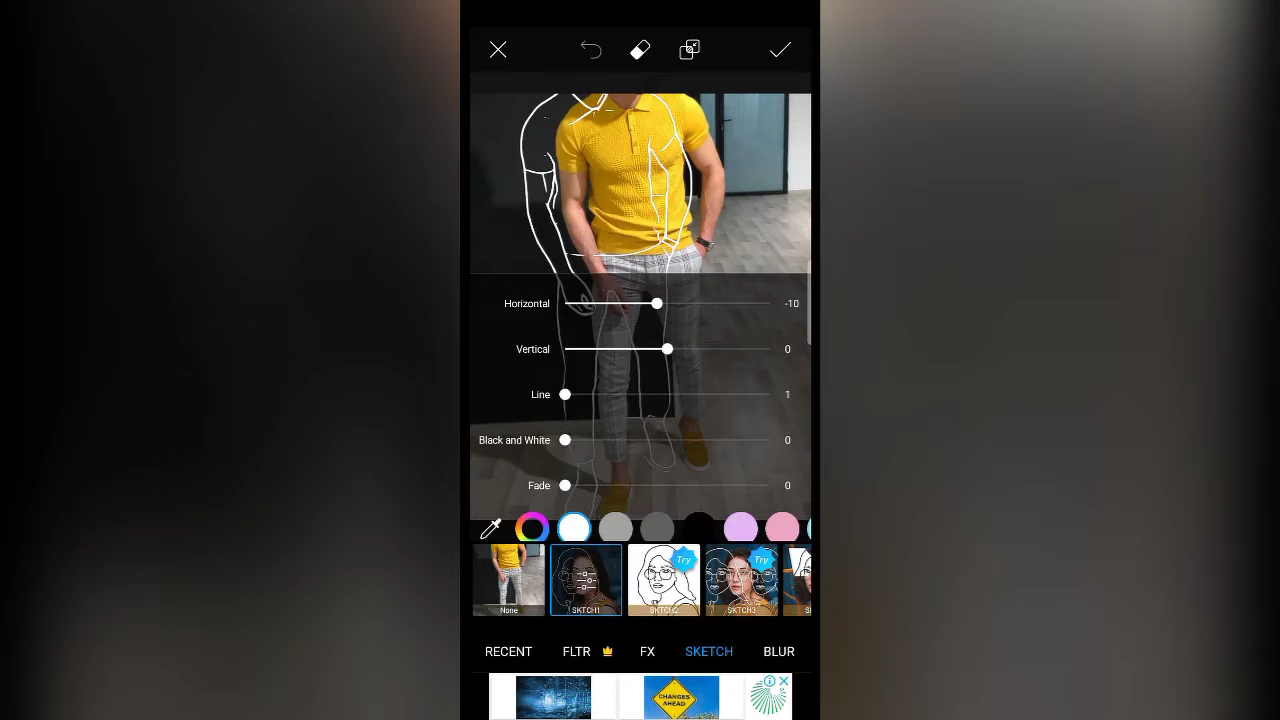 Horizontal -10
Vertical 0
Line 1
Black and White 0
Fade 0
Try Try
None SKTCH1 SKTCH2 SKTCH3
RECENT FLTR FX SKETCH BLUR
CHANGES
AHEAD